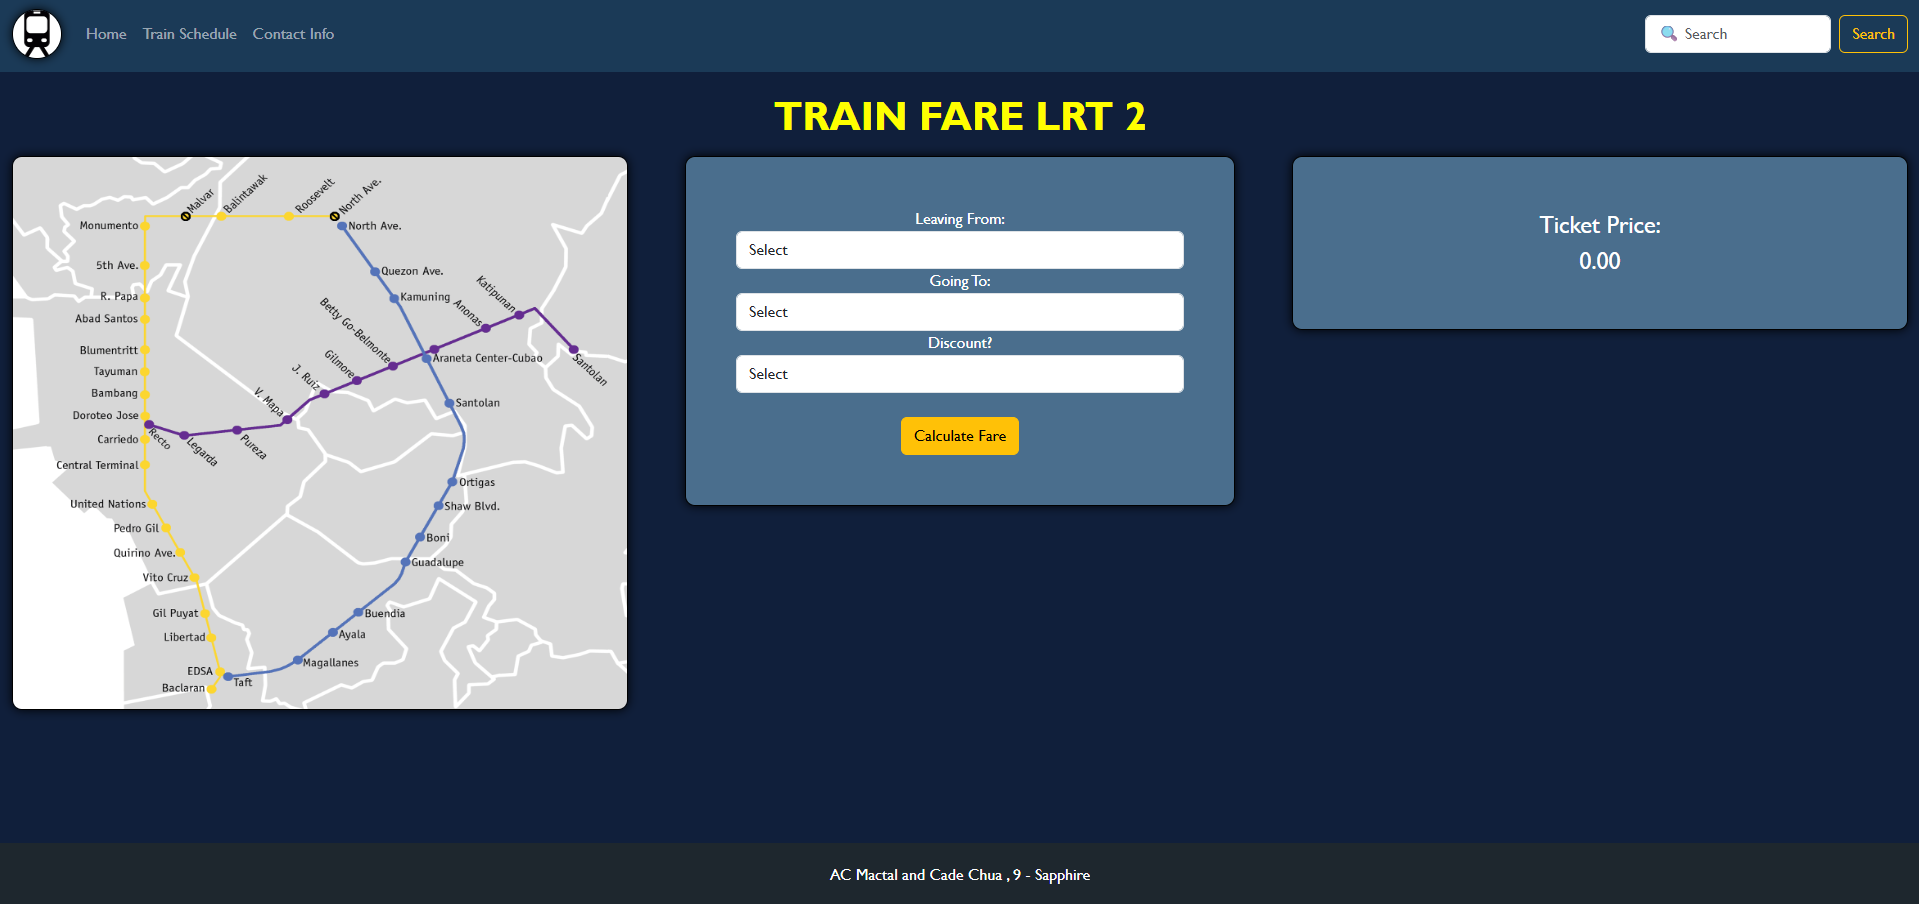 Home Train Schedule Contact Info
🔍 Search Search
TRAIN FARE LRT 2
Malvar
Balintawak
Roosevelt
North Ave.
Monumento
North Ave.
5th Ave.
Quezon Ave.
R. Papa
Kamuning
Katipunan
Anonas
Abad Santos
Betty Go-Belmonte
Blumentritt
Araneta Center-Cubao
Gilmore
Santolan
Tayuman
J. Ruiz
Bambang
V. Mapa
Santolan
Doroteo Jose
Recto
Legarda
Pureza
Carriedo
Central Terminal
Ortigas
United Nations
Shaw Blvd.
Pedro Gil
Boni
Quirino Ave.
Guadalupe
Vito Cruz
Gil Puyat
Buendia
Libertad
Ayala
Magallanes
EDSA
Taft
Baclaran
Leaving From:
Select
Going To:
Select
Discount?
Select
Calculate Fare
Ticket Price:
0.00
AC Mactal and Cade Chua , 9 - Sapphire